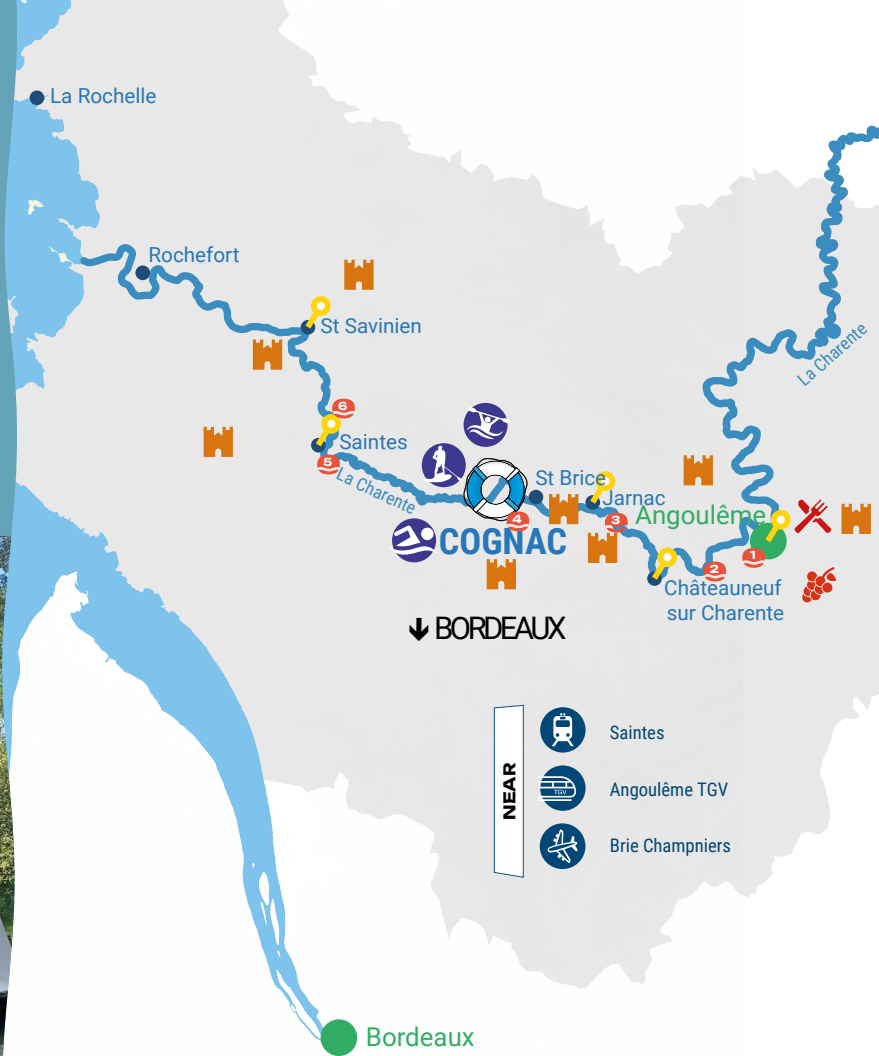 La Rochelle
Rochefort
St Savinien
La Charente
6
Saintes
5
La Charente
St Brice
Jarnac
4
3
Angoulême
COGNAC
1
2
Châteauneuf
sur Charente
BORDEAUX
NEAR
Saintes
TGV
Angoulême TGV
Brie Champniers
Bordeaux